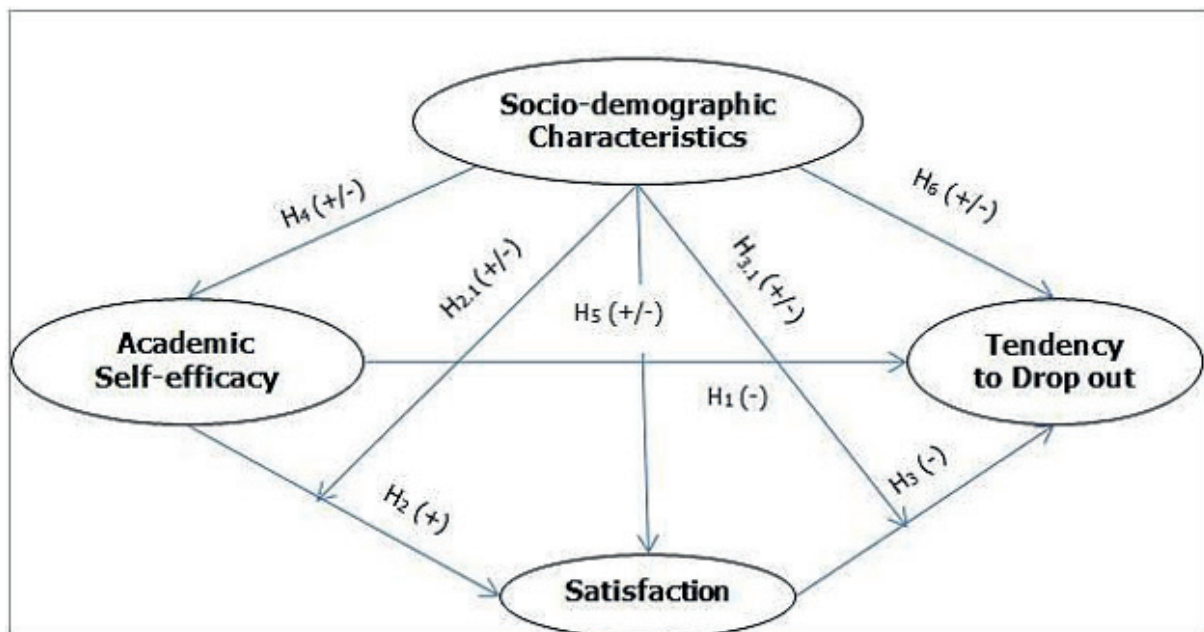 Socio-demographic
Characteristics
H₄ (+/-)
H₆ (+/-)
H₂,₁ (+/-)
H₅ (+/-)
H₃,₁ (+/-)
Academic
Self-efficacy
Tendency
to Drop out
H₁ (-)
H₂ (+)
H₃ (-)
Satisfaction